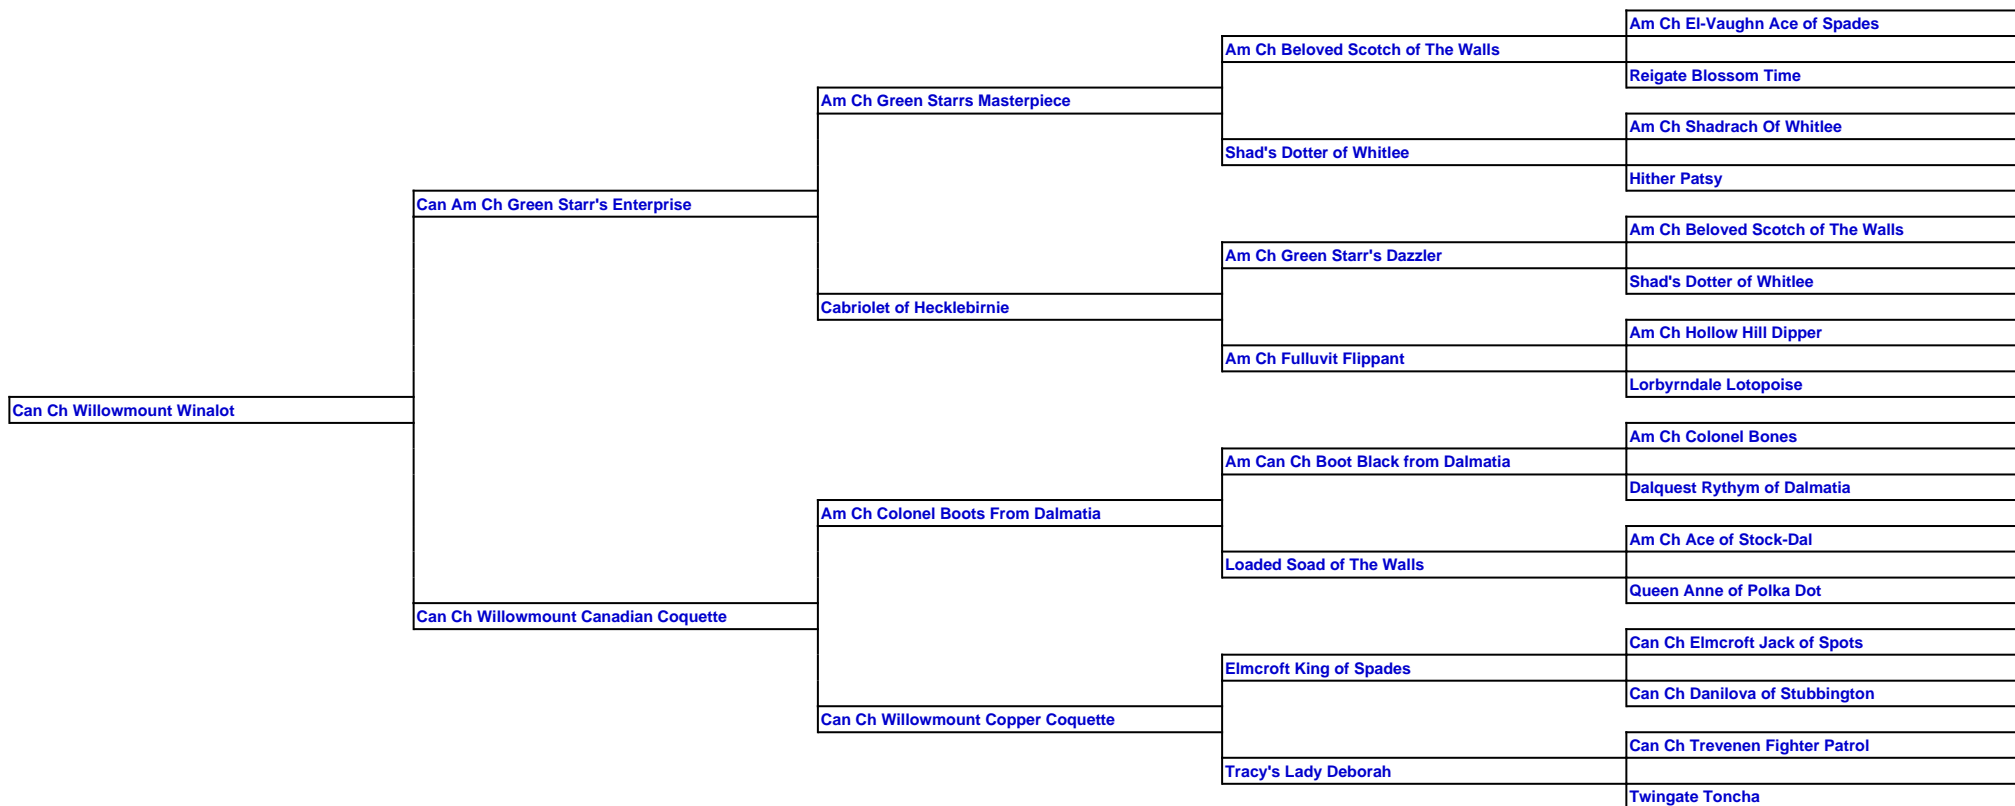 Am Ch El-Vaughn Ace of Spades
Am Ch Beloved Scotch of The Walls
Reigate Blossom Time
Am Ch Green Starrs Masterpiece
Am Ch Shadrach Of Whitlee
Shad's Dotter of Whitlee
Hither Patsy
Can Am Ch Green Starr's Enterprise
Am Ch Beloved Scotch of The Walls
Am Ch Green Starr's Dazzler
Shad's Dotter of Whitlee
Cabriolet of Hecklebirnie
Am Ch Hollow Hill Dipper
Am Ch Fulluvit Flippant
Lorbyrndale Lotopoise
Can Ch Willowmount Winalot
Am Ch Colonel Bones
Am Can Ch Boot Black from Dalmatia
Dalquest Rythym of Dalmatia
Am Ch Colonel Boots From Dalmatia
Am Ch Ace of Stock-Dal
Loaded Soad of The Walls
Queen Anne of Polka Dot
Can Ch Willowmount Canadian Coquette
Can Ch Elmcroft Jack of Spots
Elmcroft King of Spades
Can Ch Danilova of Stubbington
Can Ch Willowmount Copper Coquette
Can Ch Trevenen Fighter Patrol
Tracy's Lady Deborah
Twingate Toncha